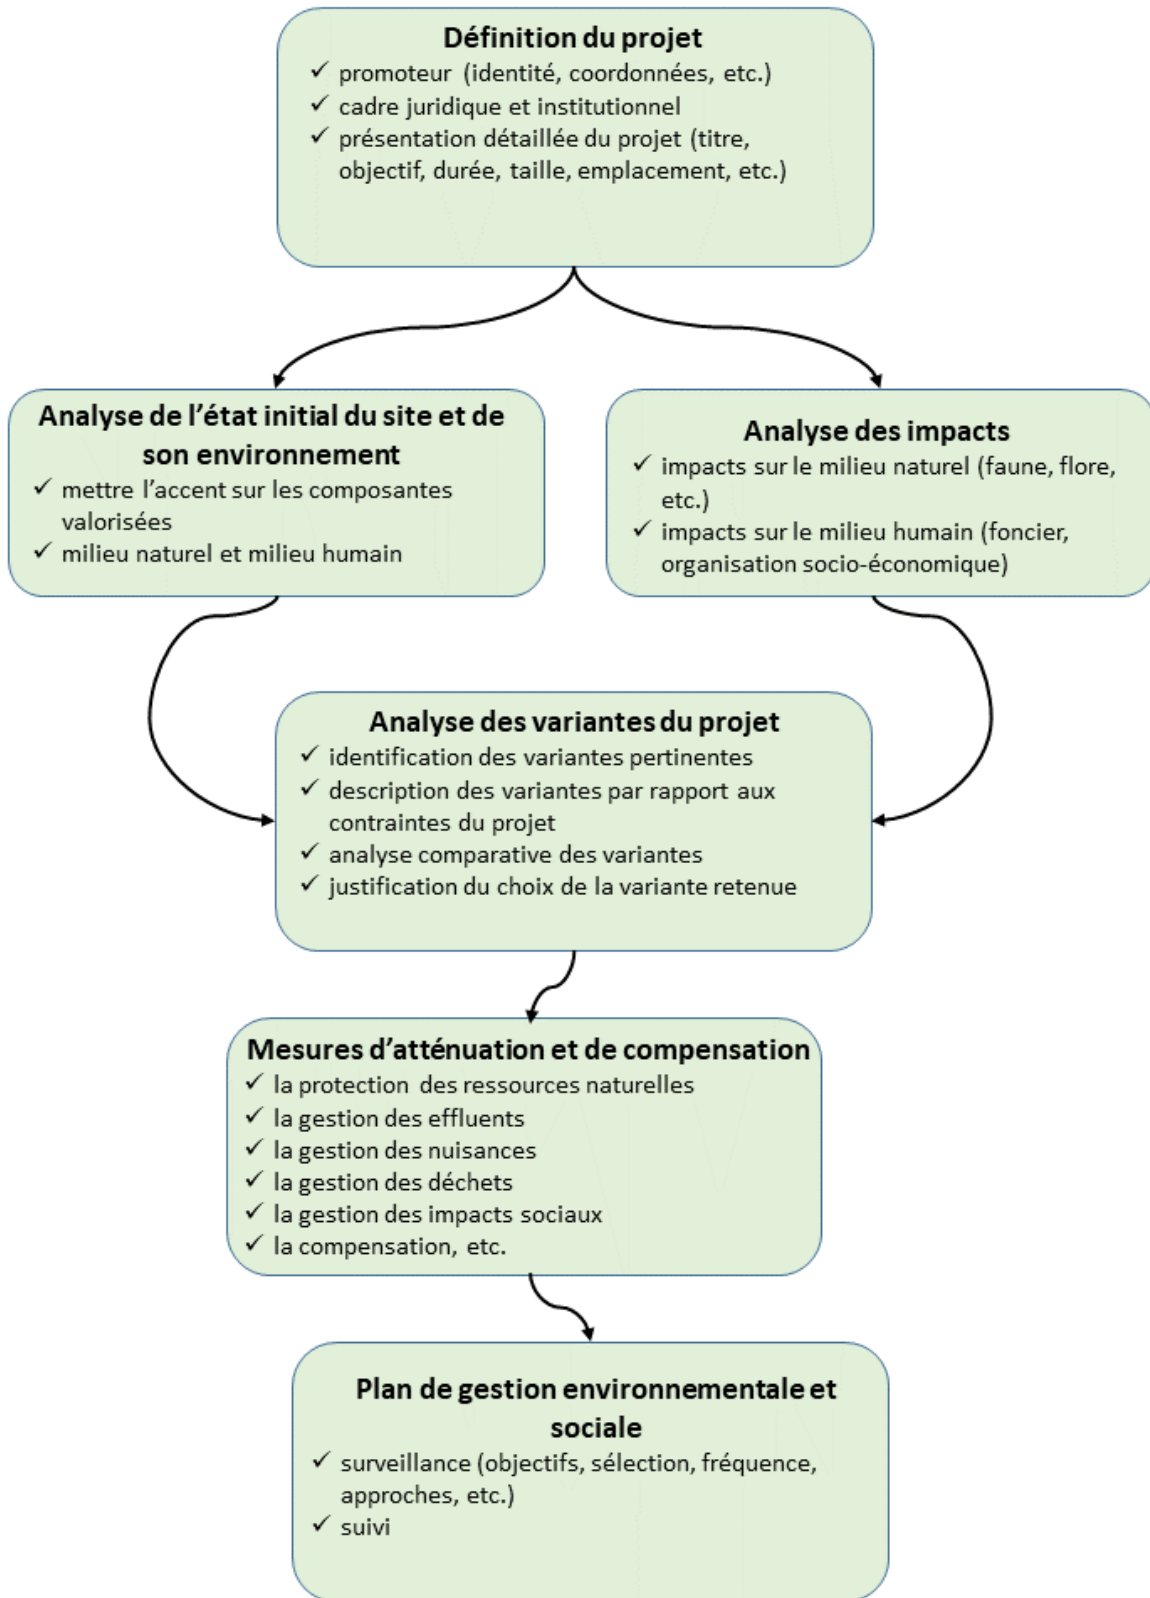 Définition du projet
✓ promoteur (identité, coordonnées, etc.)
✓ cadre juridique et institutionnel
✓ présentation détaillée du projet (titre,
objectif, durée, taille, emplacement, etc.)
Analyse de l’état initial du site et de
son environnement
✓ mettre l’accent sur les composantes
valorisées
✓ milieu naturel et milieu humain
Analyse des impacts
✓ impacts sur le milieu naturel (faune, flore,
etc.)
✓ impacts sur le milieu humain (foncier,
organisation socio-économique)
Analyse des variantes du projet
✓ identification des variantes pertinentes
✓ description des variantes par rapport aux
contraintes du projet
✓ analyse comparative des variantes
✓ justification du choix de la variante retenue
Mesures d’atténuation et de compensation
✓ la protection des ressources naturelles
✓ la gestion des effluents
✓ la gestion des nuisances
✓ la gestion des déchets
✓ la gestion des impacts sociaux
✓ la compensation, etc.
Plan de gestion environnementale et
sociale
✓ surveillance (objectifs, sélection, fréquence,
approches, etc.)
✓ suivi